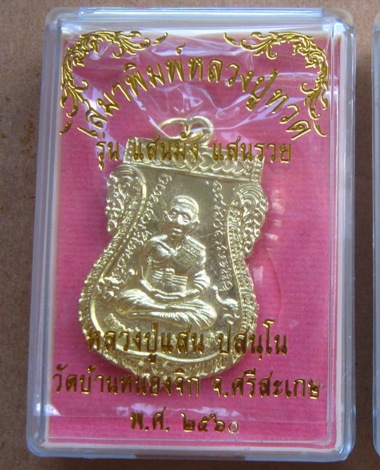 เสมาพิมพ์หลวงปู่ทวด
รุ่น แสนมั่ง แสนรวย
หลวงปู่แสน ปสนฺโน
วัดบ้านหนองจิก จ.ศรีสะเกษ
พ.ศ. ๒๕๖๐